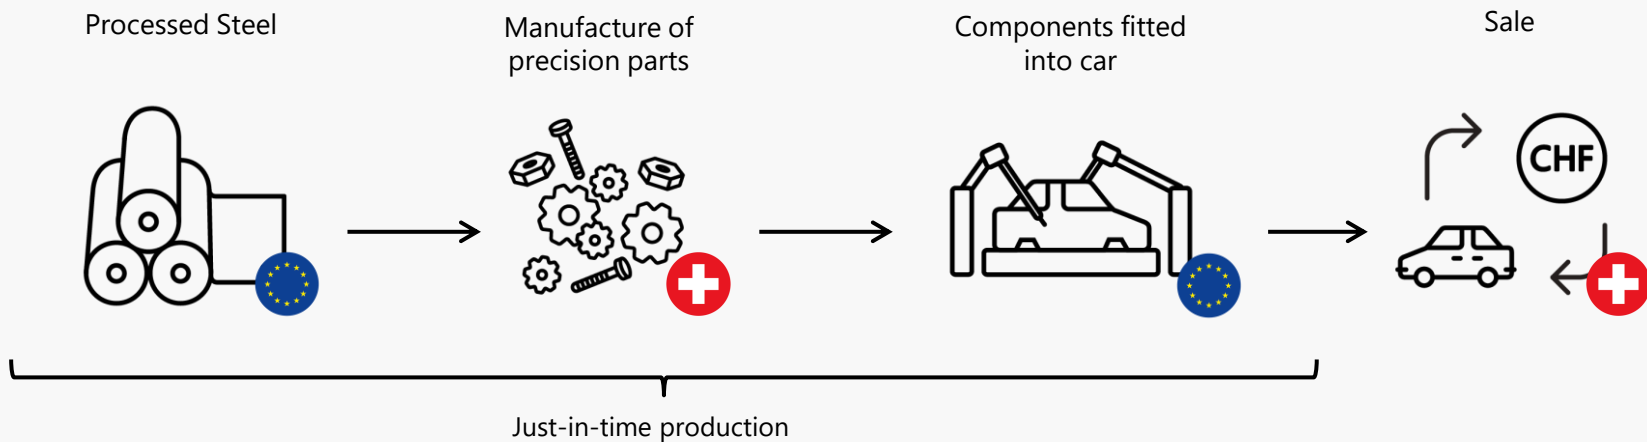 Processed Steel
Manufacture of
precision parts
Components fitted
into car
Sale
CHF
Just-in-time production